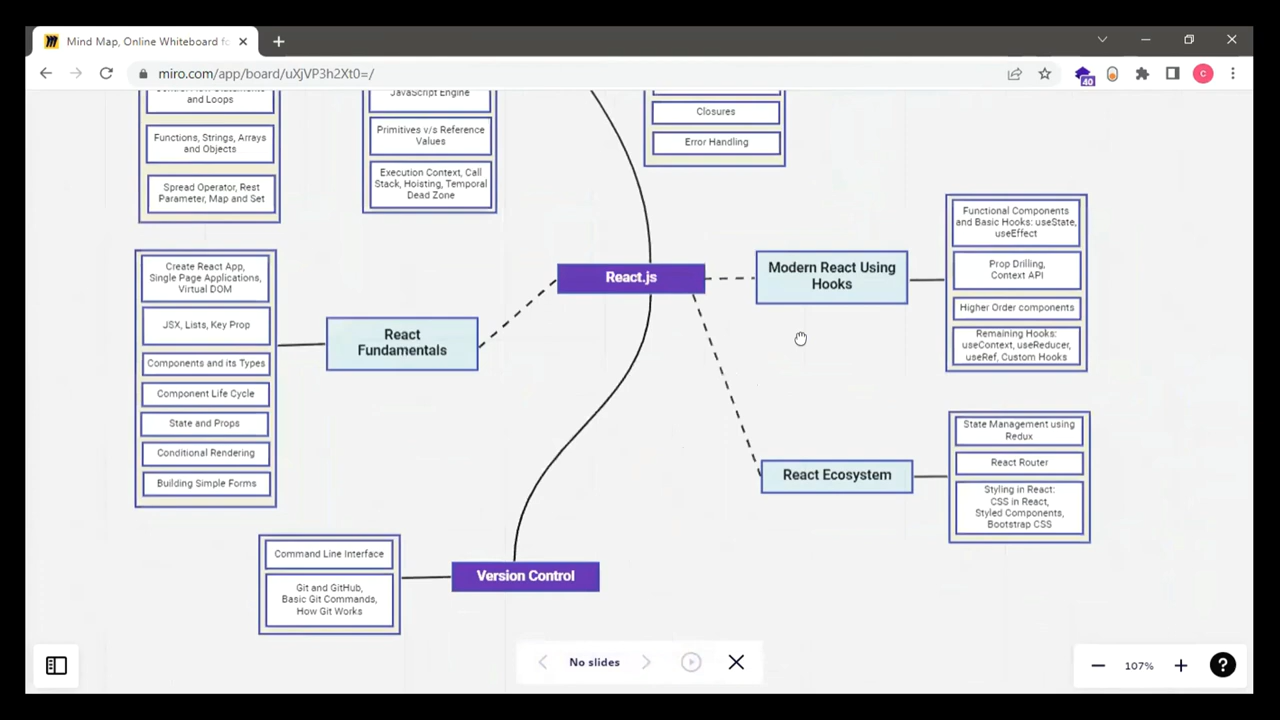 Mind Map, Online Whiteboard fo
miro.com/app/board/uXjVP3h2Xt0=/
40
C
and Loops
Functions, Strings, Arrays
and Objects
Spread Operator, Rest
Parameter, Map and Set
JavaScript Engine
Primitives v/s Reference
Values
Execution Context, Call
Stack, Hoisting, Temporal
Dead Zone
Closures
Error Handling
React.js
Modern React Using
Hooks
Functional Components
and Basic Hooks: useState,
useEffect
Prop Drilling,
Context API
Higher Order components
Remaining Hooks:
useContext, useReducer,
useRef, Custom Hooks
React
Fundamentals
Create React App,
Single Page Applications,
Virtual DOM
JSX, Lists, Key Prop
Components and its Types
Component Life Cycle
State and Props
Conditional Rendering
Building Simple Forms
React Ecosystem
State Management using
Redux
React Router
Styling in React:
CSS in React,
Styled Components,
Bootstrap CSS
Version Control
Command Line Interface
Git and GitHub,
Basic Git Commands,
How Git Works
No slides
107%